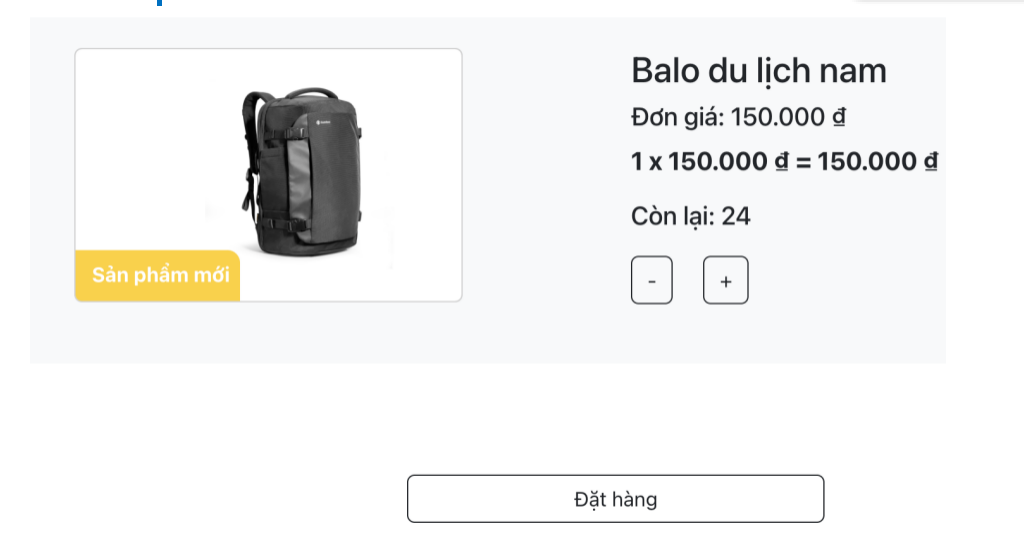 Balo du lịch nam
Đơn giá: 150.000 ₫
1 x 150.000 ₫ = 150.000 ₫
Còn lại: 24
- +
Sản phẩm mới
Đặt hàng